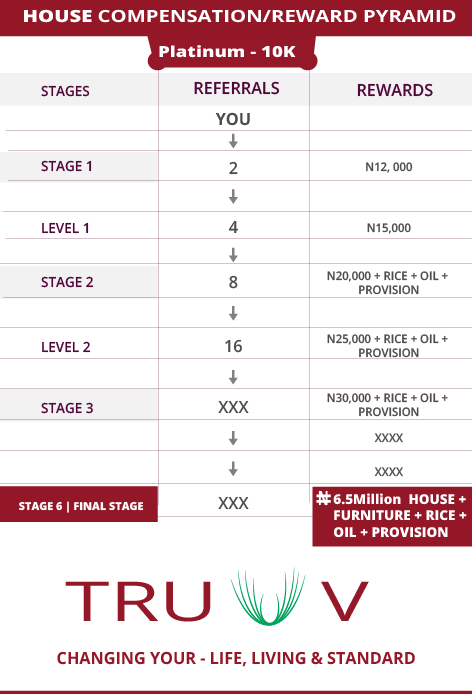 HOUSE COMPENSATION/REWARD PYRAMID
Platinum - 10K
STAGES REFERRALS REWARDS
YOU
STAGE 1 2 N12, 000
LEVEL 1 4 N15,000
STAGE 2 8 N20,000 + RICE + OIL +
PROVISION
LEVEL 2 16 N25,000 + RICE + OIL +
PROVISION
STAGE 3 XXX N30,000 + RICE + OIL +
PROVISION
XXXX
XXXX
STAGE 6 | FINAL STAGE XXX ₦6.5Million HOUSE +
FURNITURE + RICE +
OIL + PROVISION
TRU V
CHANGING YOUR - LIFE, LIVING & STANDARD